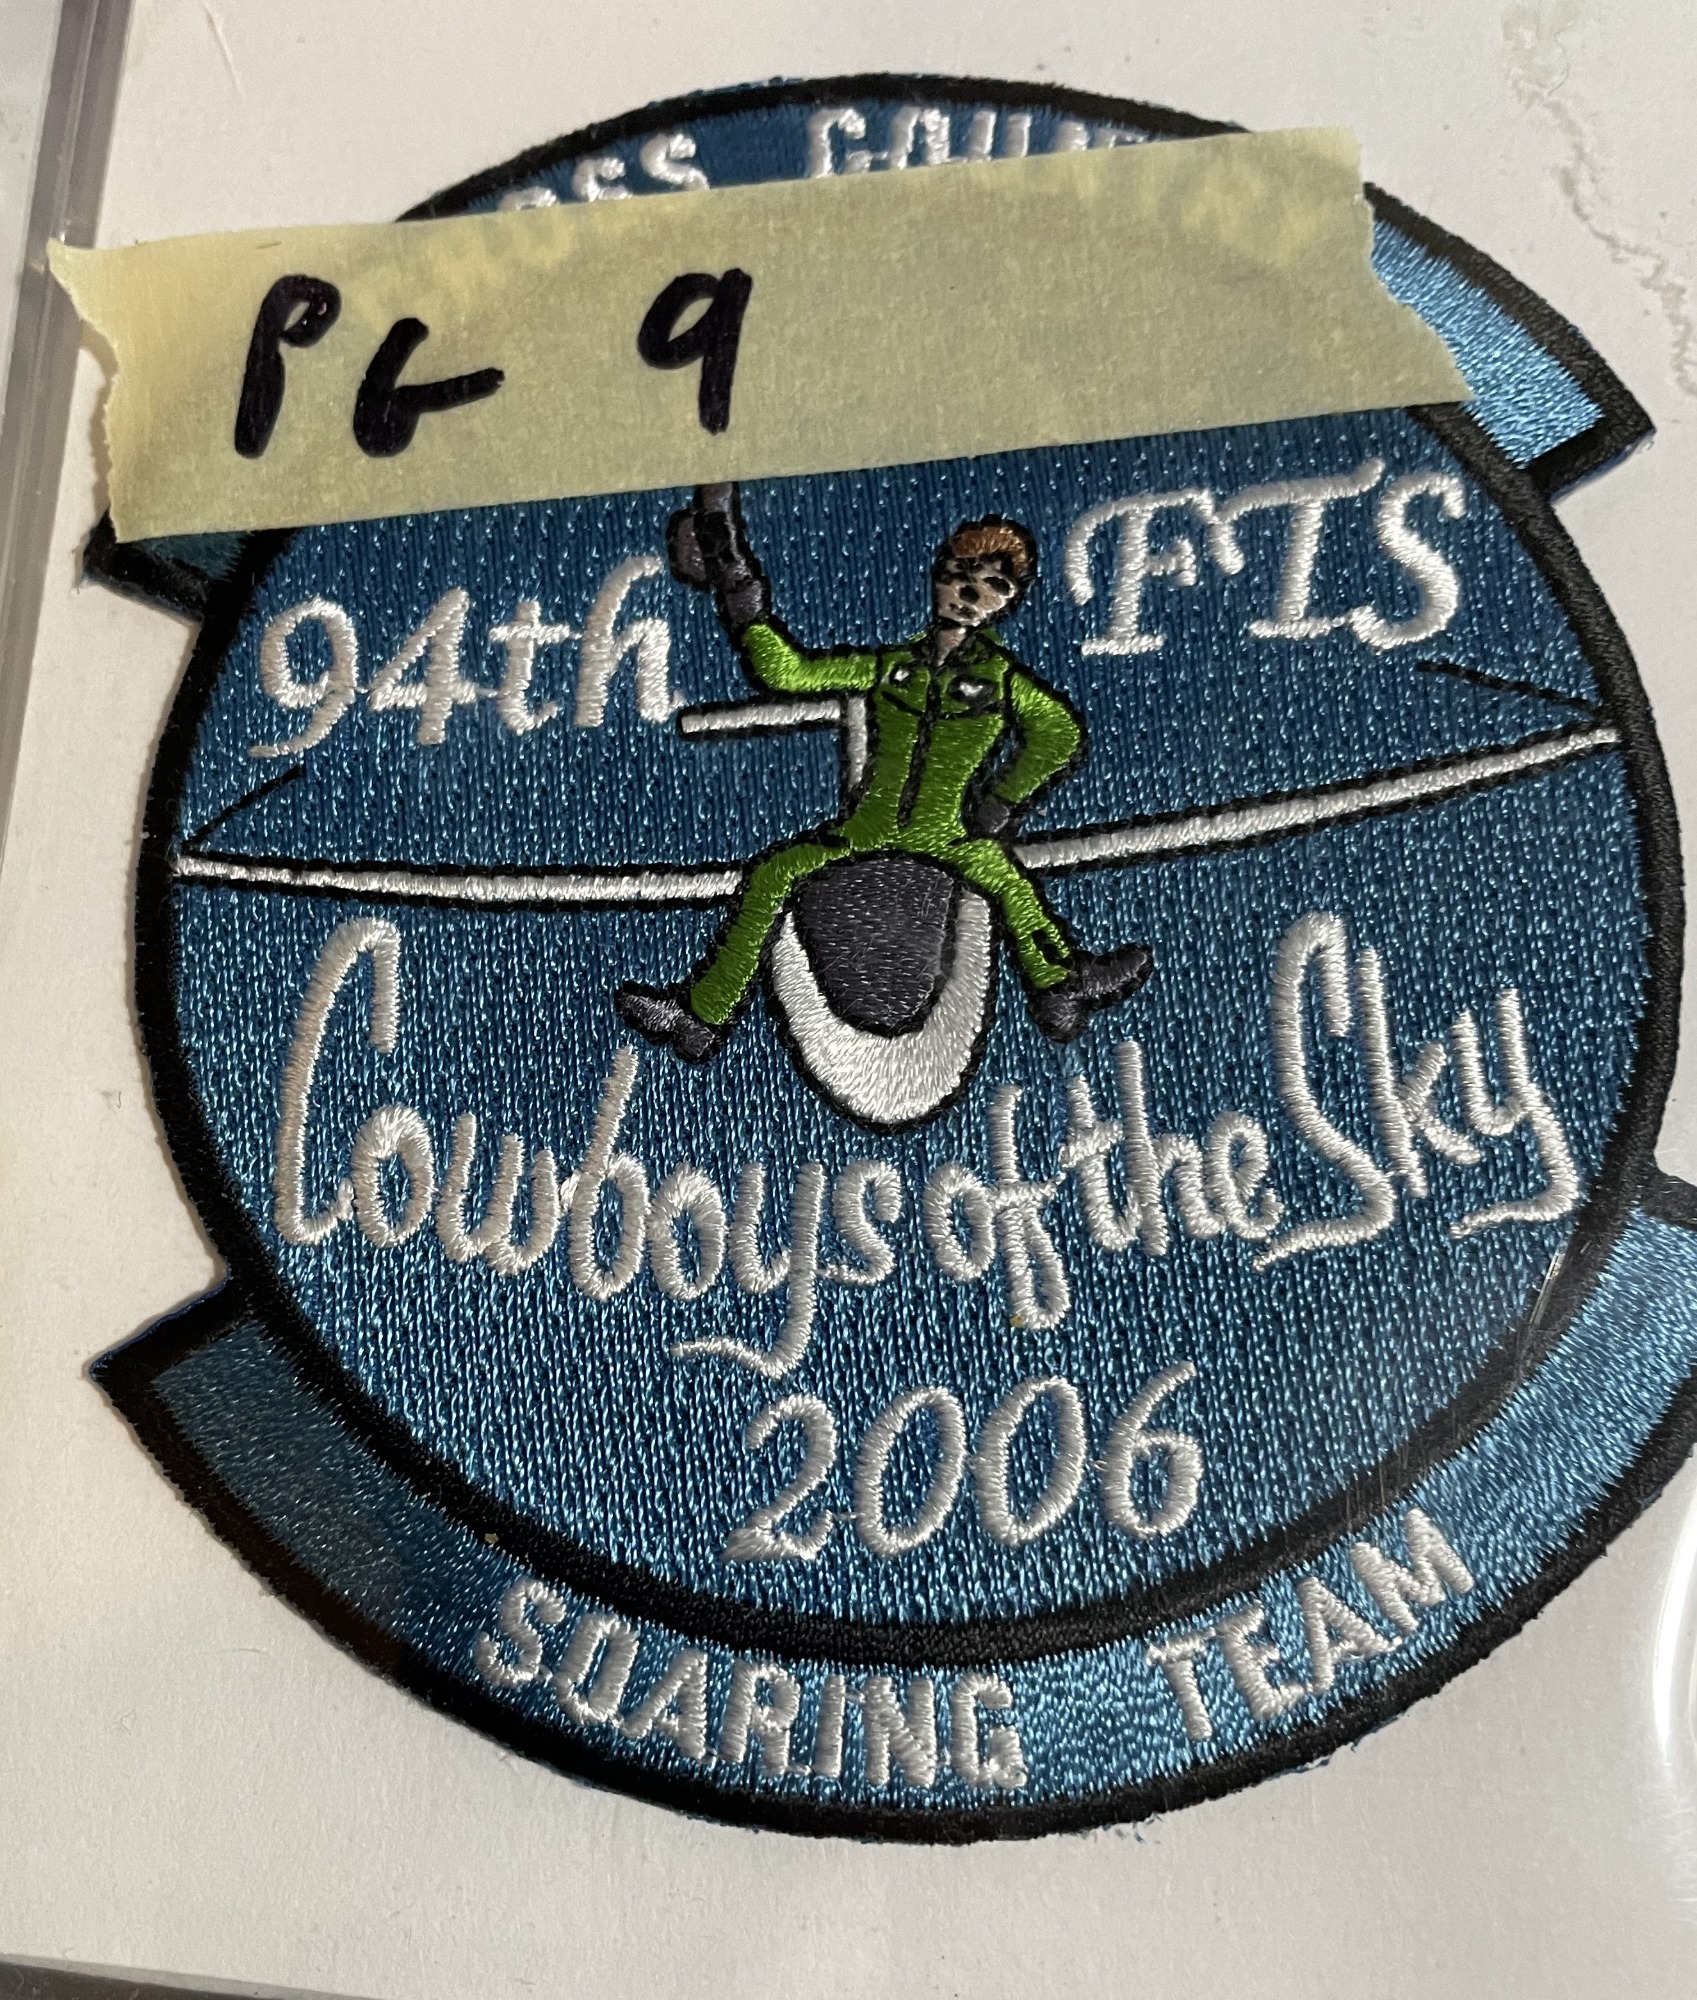 PG 9
94th FTS
Cowboys of the Sky
2006
SOARING TEAM